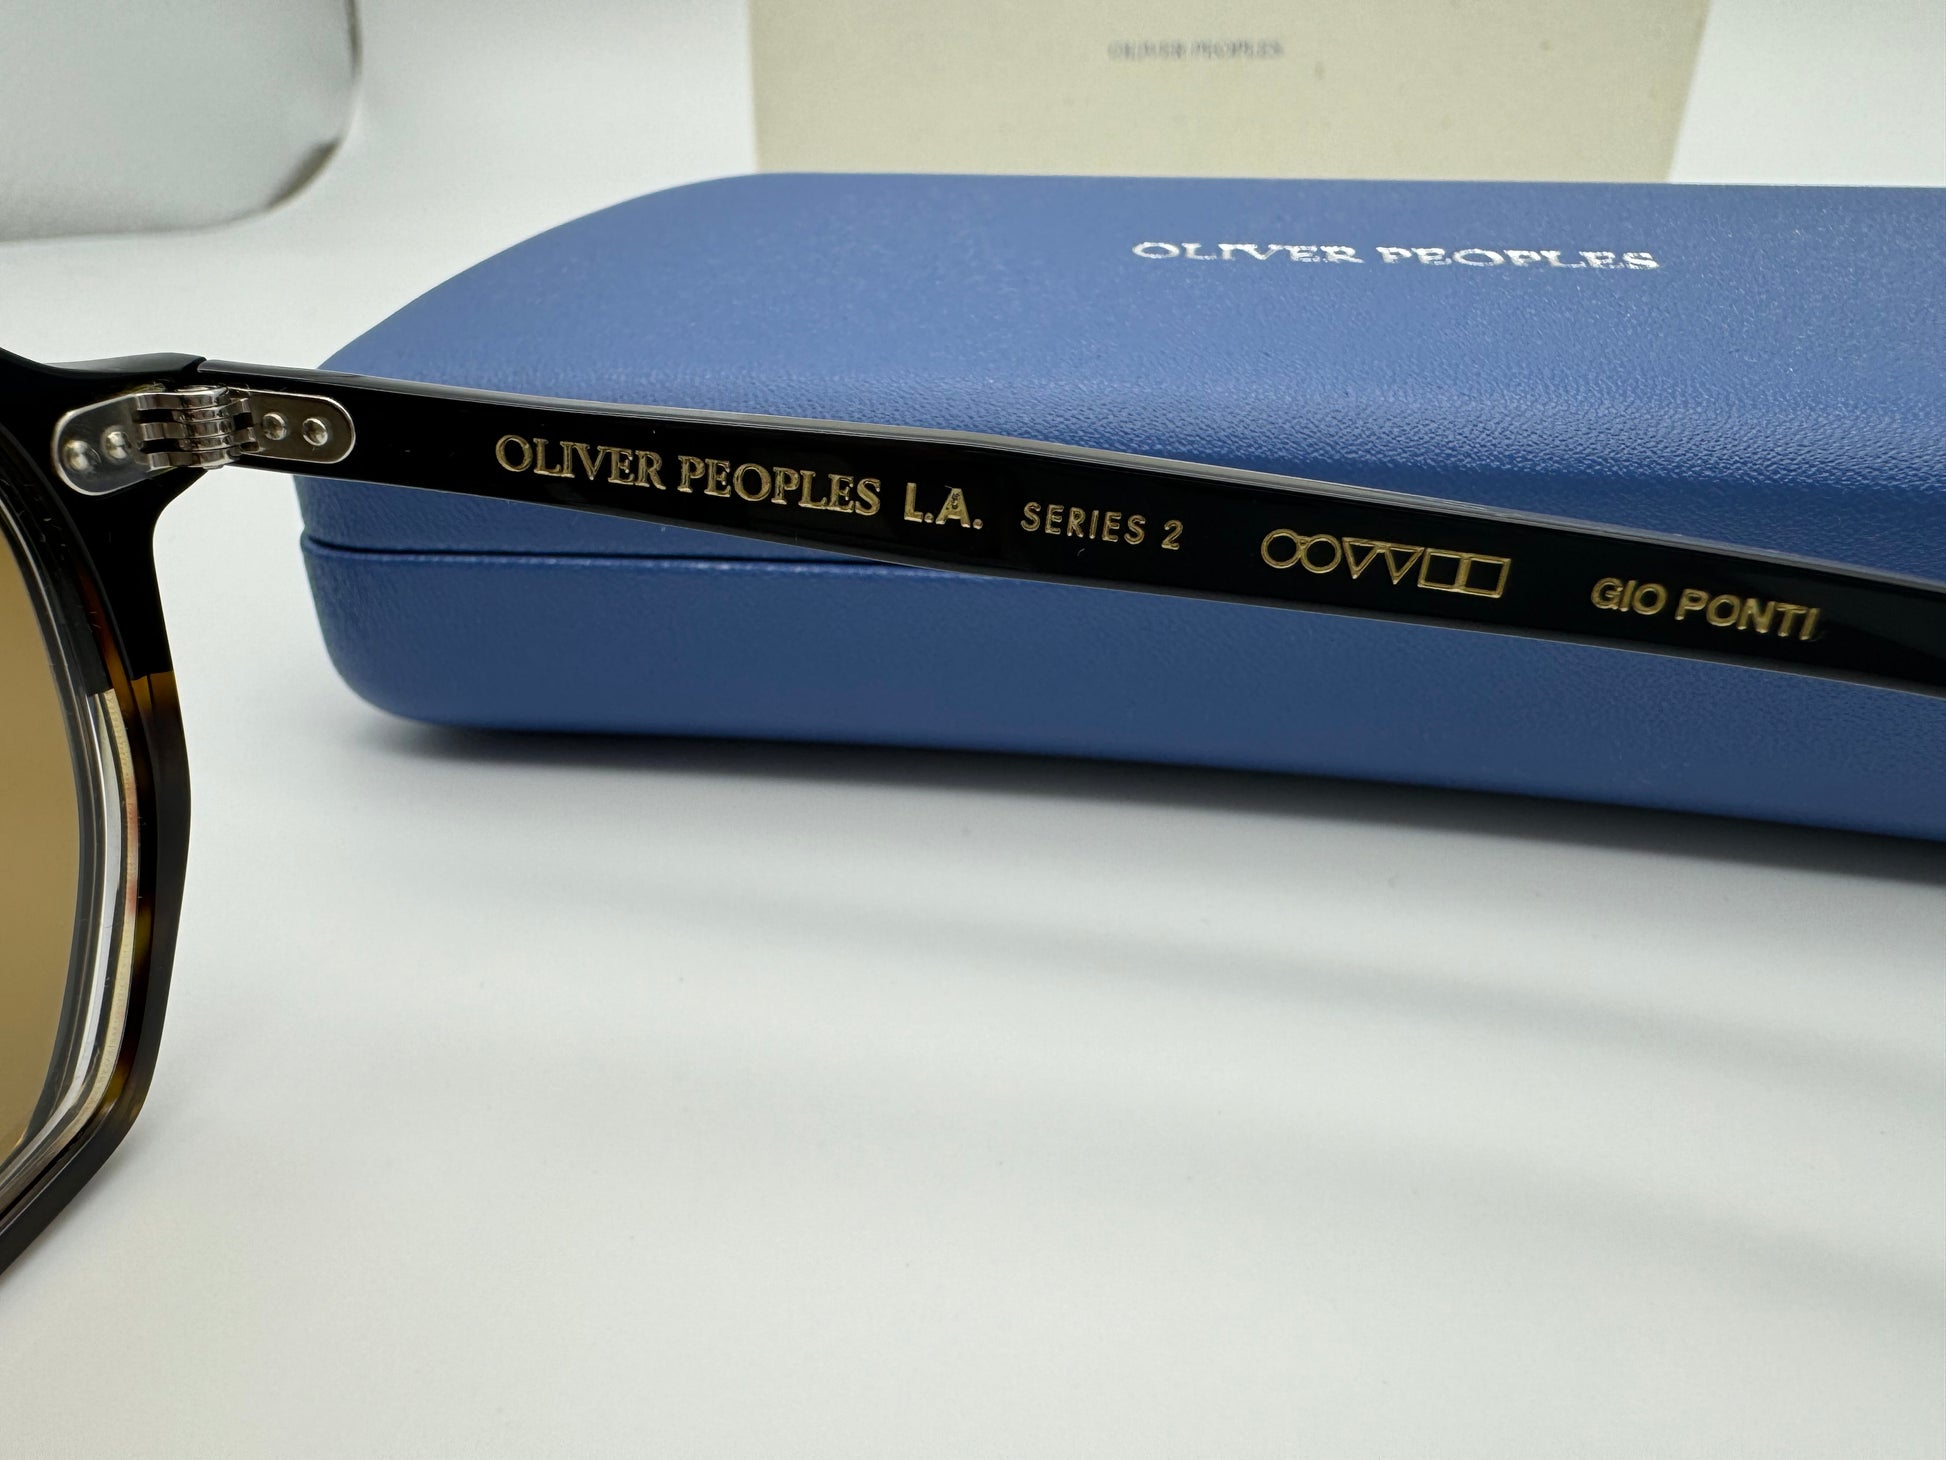 OLIVER PEOPLES
OLIVER PEOPLES
OLIVER PEOPLES L.A. SERIES 2 GIO PONTI